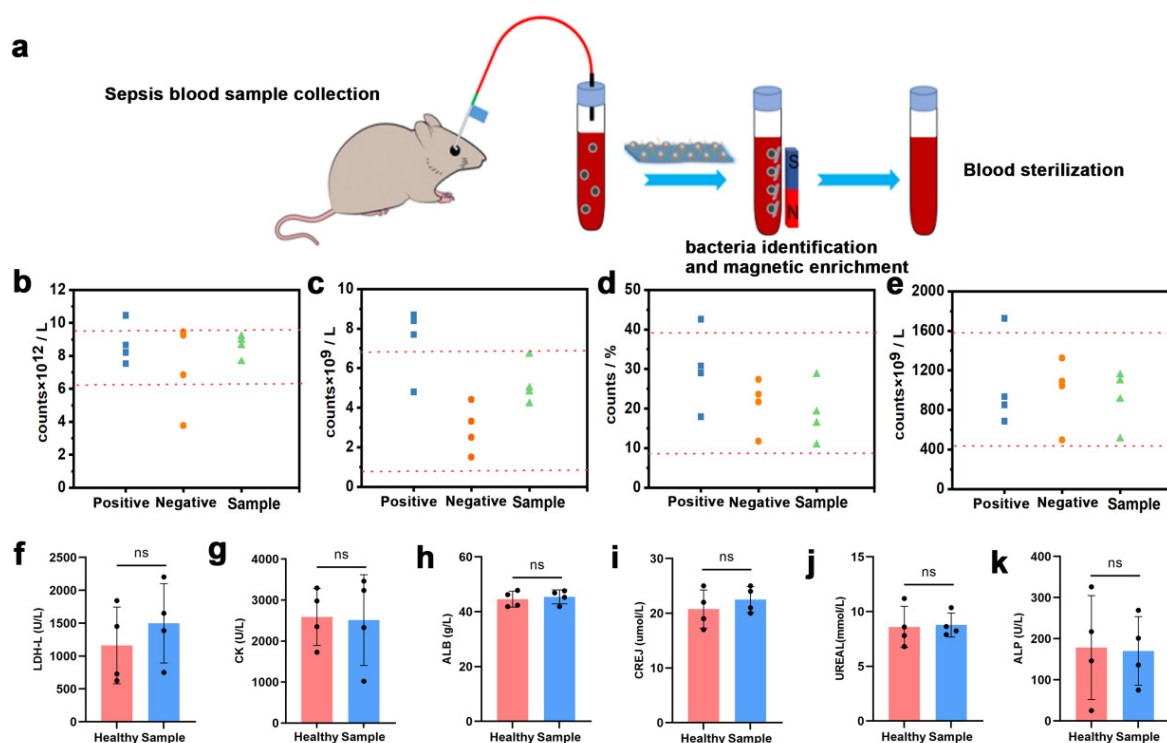 a
Sepsis blood sample collection
S
N
Blood sterilization
bacteria identification
and magnetic enrichment
b
counts×10¹² / L
12
10
8
6
4
2
0
Positive Negative Sample
c
counts×10⁹ / L
10
8
6
4
2
0
Positive Negative Sample
d
counts / %
50
40
30
20
10
0
Positive Negative Sample
e
counts×10⁹ / L
2000
1600
1200
800
400
0
Positive Negative Sample
f
LDH-L (U/L)
2500
2000
1500
1000
500
0
ns
Healthy Sample
g
CK (U/L)
4000
3000
2000
1000
0
ns
Healthy Sample
h
ALB (g/L)
60
40
20
0
ns
Healthy Sample
i
CREJ (umol/L)
30
20
10
0
ns
Healthy Sample
j
UREAL(mmol/L)
15
10
5
0
ns
Healthy Sample
k
ALP (U/L)
400
300
200
100
0
ns
Healthy Sample